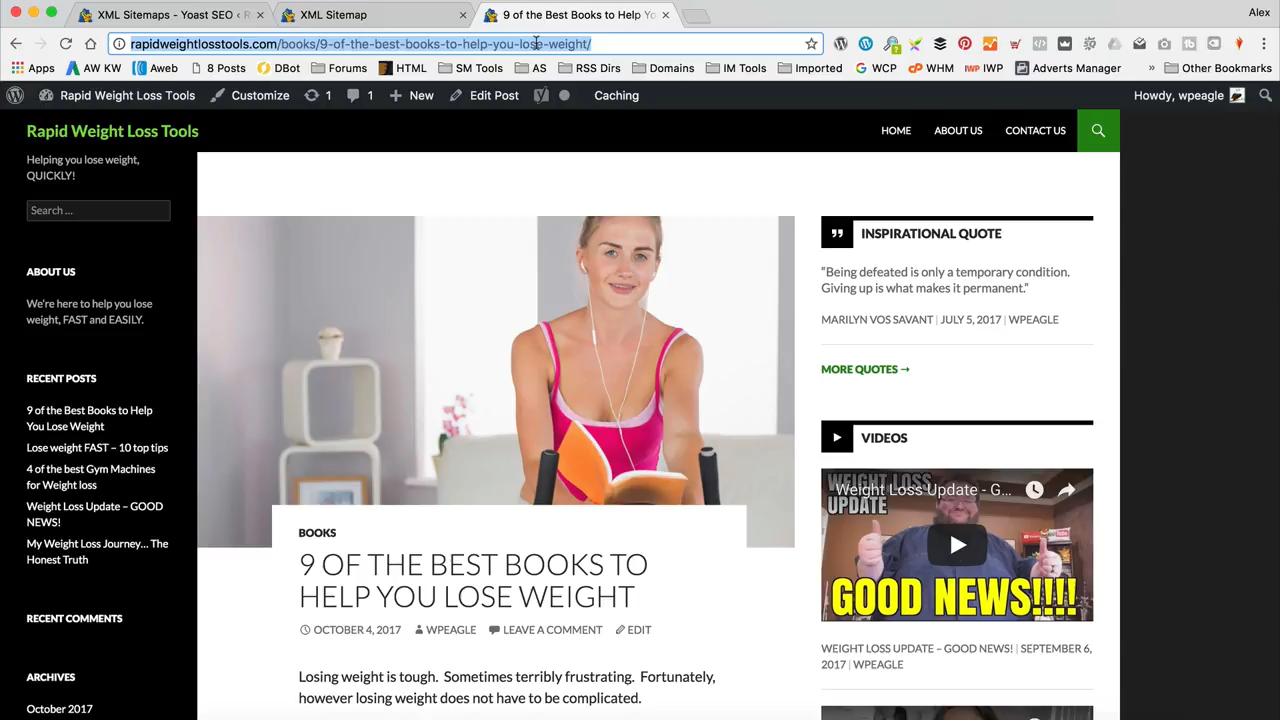 XML Sitemaps - Yoast SEO ‹ R
XML Sitemap
9 of the Best Books to Help Yo
Alex
rapidweightlosstools.com/books/9-of-the-best-books-to-help-you-lose-weight/
Apps
AW KW
Aweb
8 Posts
DBot
Forums
HTML
SM Tools
AS
RSS Dirs
Domains
IM Tools
Imported
WCP
WHM
IWP
Adverts Manager
»
Other Bookmarks
Rapid Weight Loss Tools
Customize
1
1
New
Edit Post
Caching
Howdy, wpeagle
Rapid Weight Loss Tools
HOME
ABOUT US
CONTACT US
Helping you lose weight,
QUICKLY!
Search ...
ABOUT US
We're here to help you lose
weight, FAST and EASILY.
RECENT POSTS
9 of the Best Books to Help
You Lose Weight
Lose weight FAST – 10 top tips
4 of the best Gym Machines
for Weight loss
Weight Loss Update – GOOD
NEWS!
My Weight Loss Journey… The
Honest Truth
RECENT COMMENTS
ARCHIVES
October 2017
BOOKS
9 OF THE BEST BOOKS TO
HELP YOU LOSE WEIGHT
OCTOBER 4, 2017
WPEAGLE
LEAVE A COMMENT
EDIT
Losing weight is tough. Sometimes terribly frustrating. Fortunately,
however losing weight does not have to be complicated.
INSPIRATIONAL QUOTE
“Being defeated is only a temporary condition.
Giving up is what makes it permanent.”
MARILYN VOS SAVANT | JULY 5, 2017 | WPEAGLE
MORE QUOTES →
VIDEOS
WEIGHT LOSS
UPDATE
Weight Loss Update - G...
GOOD NEWS!!!!
WEIGHT LOSS UPDATE – GOOD NEWS! | SEPTEMBER 6,
2017 | WPEAGLE